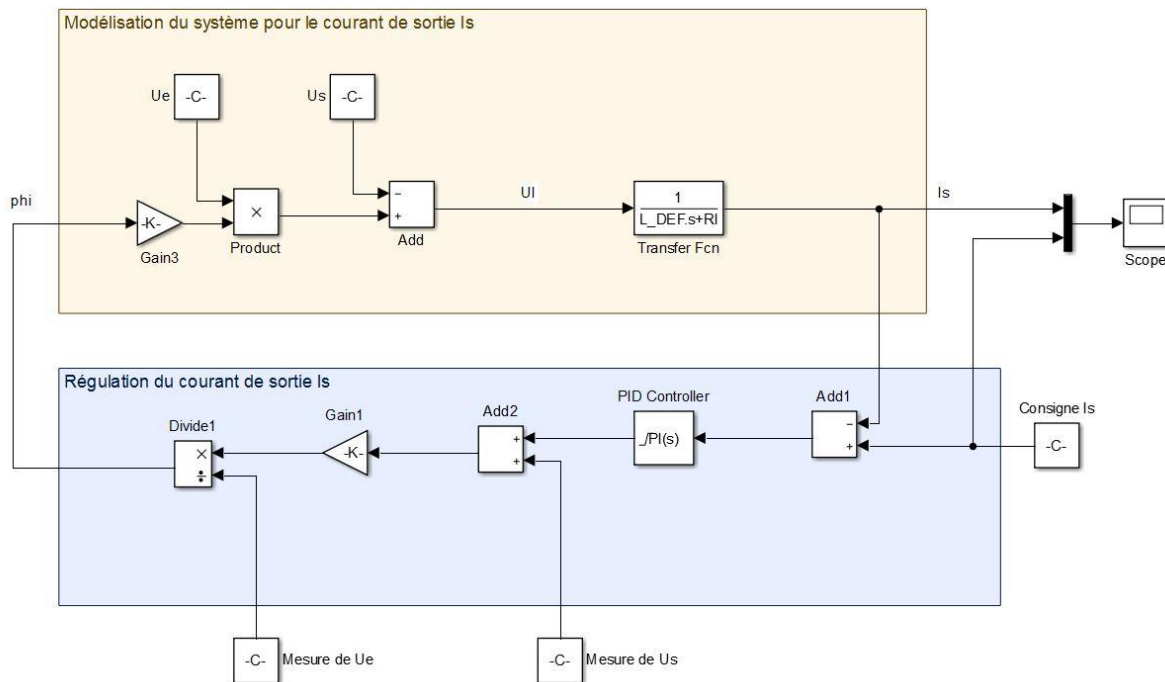 Modélisation du système pour le courant de sortie Is
Ue
-C-
Us
-C-
phi
-K-
Gain3
×
Product
−
+
Add
Ul
1
L_DEF.s+Rl
Transfer Fcn
Is
Scope
Régulation du courant de sortie Is
Divide1
×
÷
Gain1
-K-
Add2
+
+
PID Controller
PI(s)
Add1
−
+
Consigne Is
-C-
-C-
Mesure de Ue
-C-
Mesure de Us